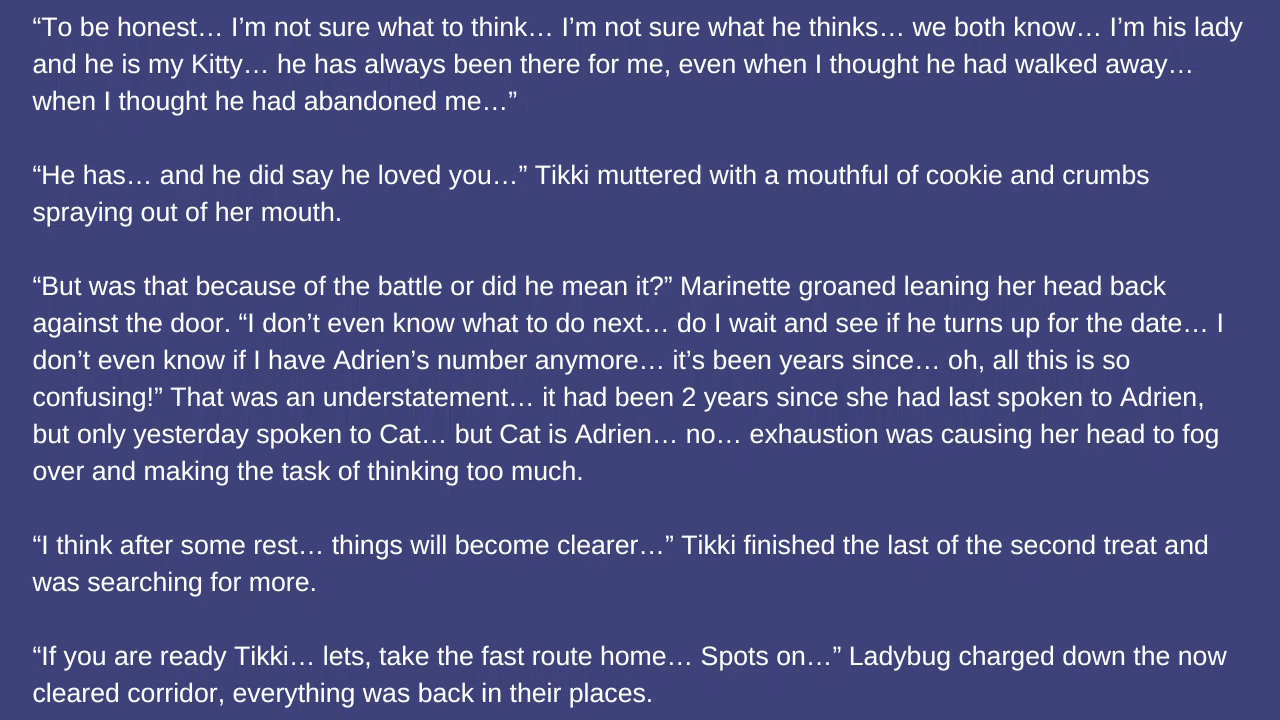 “To be honest… I’m not sure what to think… I’m not sure what he thinks… we both know… I’m his lady
and he is my Kitty… he has always been there for me, even when I thought he had walked away…
when I thought he had abandoned me…”
“He has… and he did say he loved you…” Tikki muttered with a mouthful of cookie and crumbs
spraying out of her mouth.
“But was that because of the battle or did he mean it?” Marinette groaned leaning her head back
against the door. “I don’t even know what to do next… do I wait and see if he turns up for the date… I
don’t even know if I have Adrien’s number anymore… it’s been years since… oh, all this is so
confusing!” That was an understatement… it had been 2 years since she had last spoken to Adrien,
but only yesterday spoken to Cat… but Cat is Adrien… no… exhaustion was causing her head to fog
over and making the task of thinking too much.
“I think after some rest… things will become clearer…” Tikki finished the last of the second treat and
was searching for more.
“If you are ready Tikki… lets, take the fast route home… Spots on…” Ladybug charged down the now
cleared corridor, everything was back in their places.